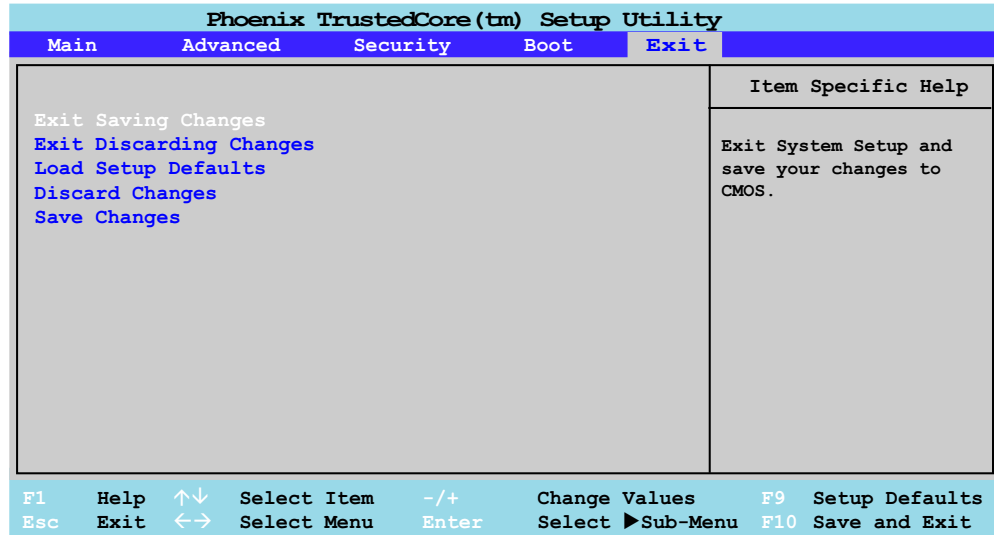 Phoenix TrustedCore(tm) Setup Utility
Main Advanced Security Boot Exit
Item Specific Help
Exit Saving Changes
Exit Discarding Changes
Load Setup Defaults
Discard Changes
Save Changes
Exit System Setup and
save your changes to
CMOS.
F1 Help ↑↓ Select Item -/+ Change Values F9 Setup Defaults
Esc Exit ←→ Select Menu Enter Select ▶Sub-Menu F10 Save and Exit